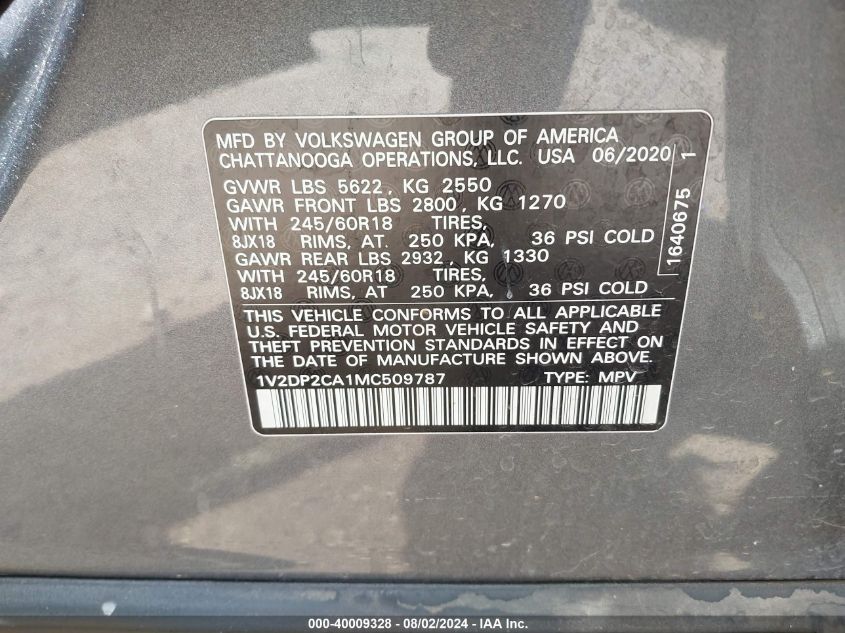 MFD BY VOLKSWAGEN GROUP OF AMERICA
CHATTANOOGA OPERATIONS, LLC. USA 06/2020
GVWR LBS 5622, KG 2550
GAWR FRONT LBS 2800, KG 1270
WITH 245/60R18 TIRES,
8JX18 RIMS, AT. 250 KPA, 36 PSI COLD
GAWR REAR LBS 2932, KG 1330
WITH 245/60R18 TIRES,
8JX18 RIMS, AT 250 KPA, 36 PSI COLD
THIS VEHICLE CONFORMS TO ALL APPLICABLE
U.S. FEDERAL MOTOR VEHICLE SAFETY AND
THEFT PREVENTION STANDARDS IN EFFECT ON
THE DATE OF MANUFACTURE SHOWN ABOVE.
1V2DP2CA1MC509787 TYPE: MPV
1640675 1
000-40009328 - 08/02/2024 - IAA Inc.